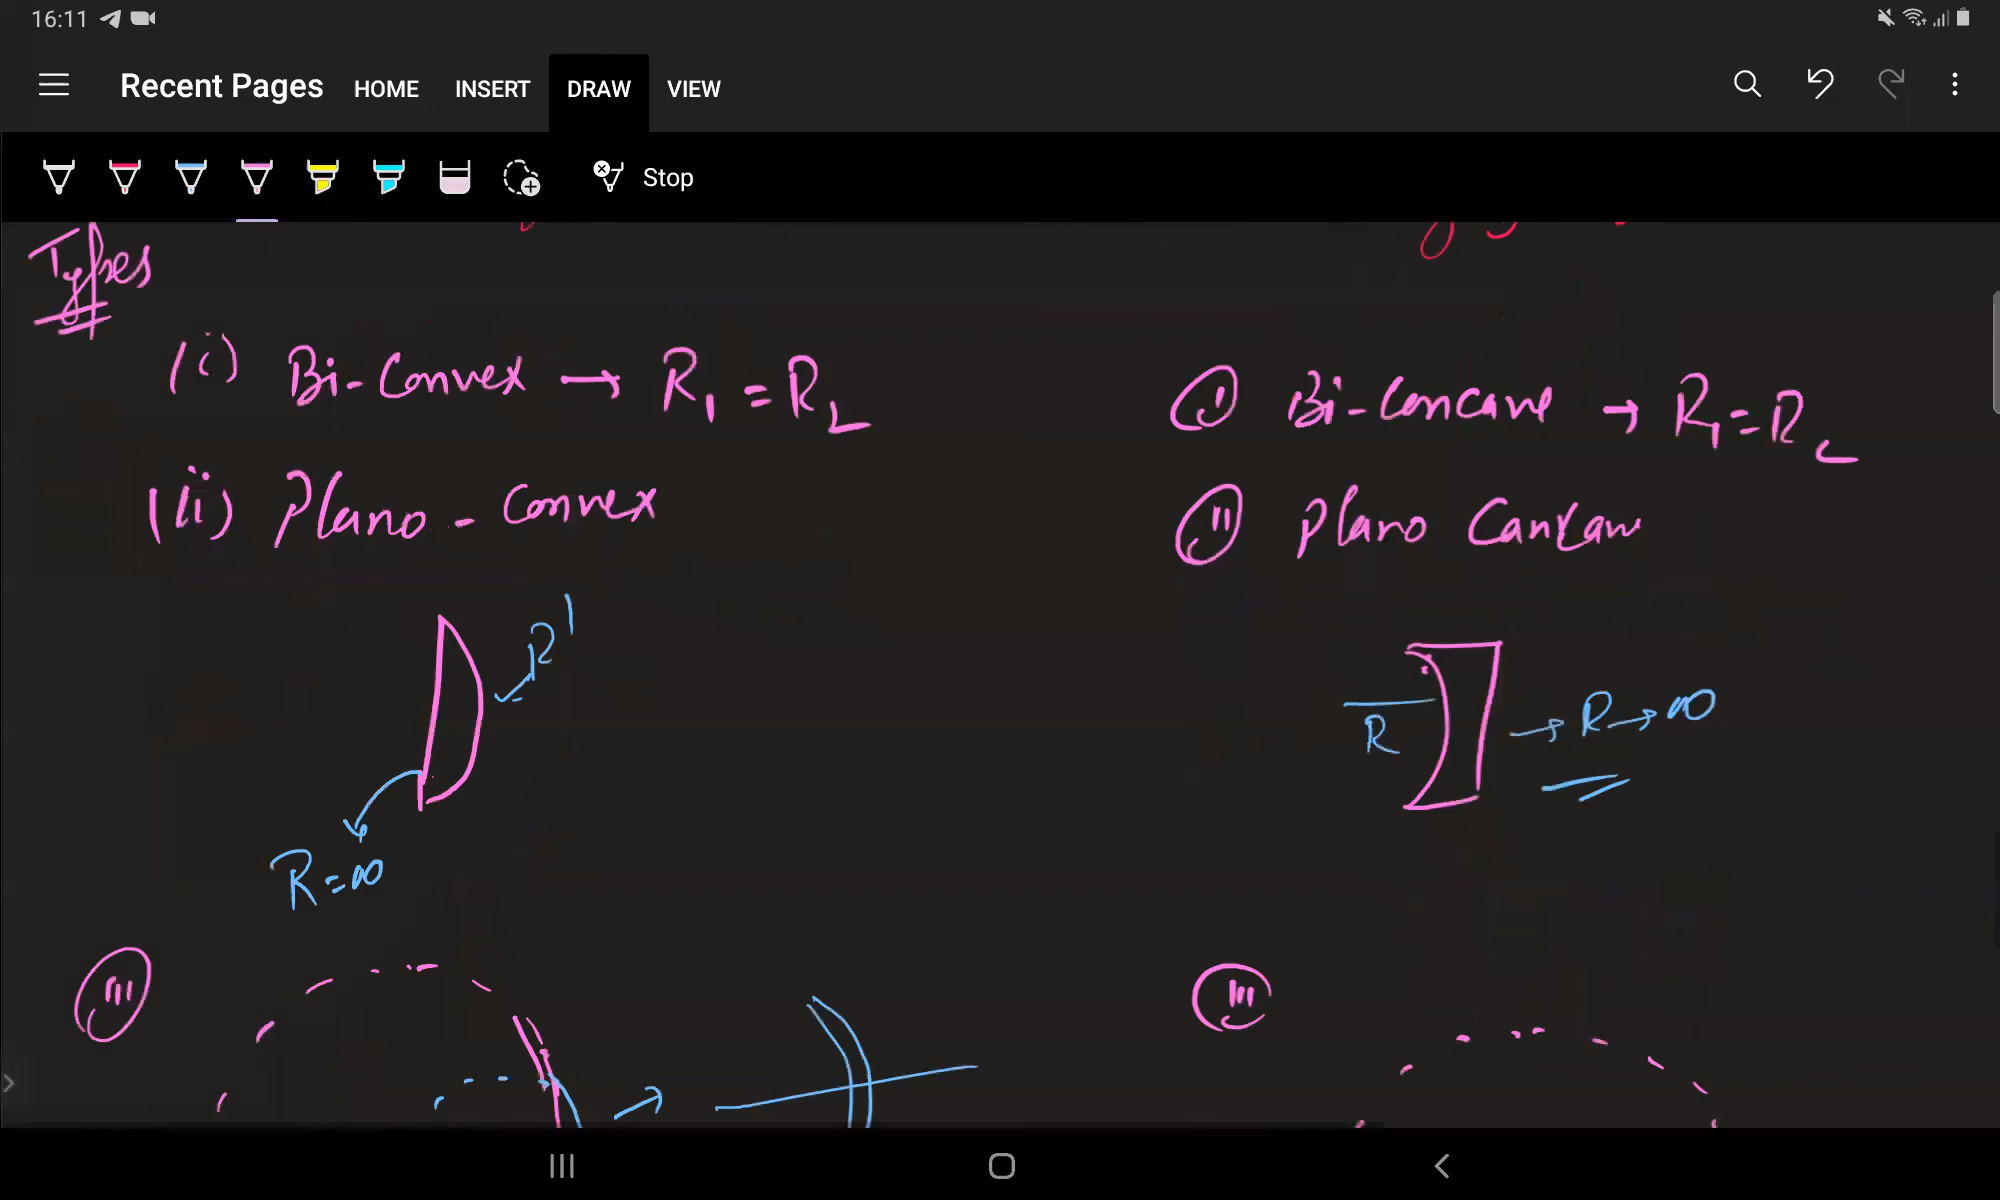 16:11
Recent Pages HOME INSERT DRAW VIEW
Stop
Types
(i) Bi-Convex → R₁ = R₂
(ii) Plano - Convex
R'
R=∞
(I) Bi-Concave → R₁ = R₂
(II) Plano
R → R→∞
(III)
(III)